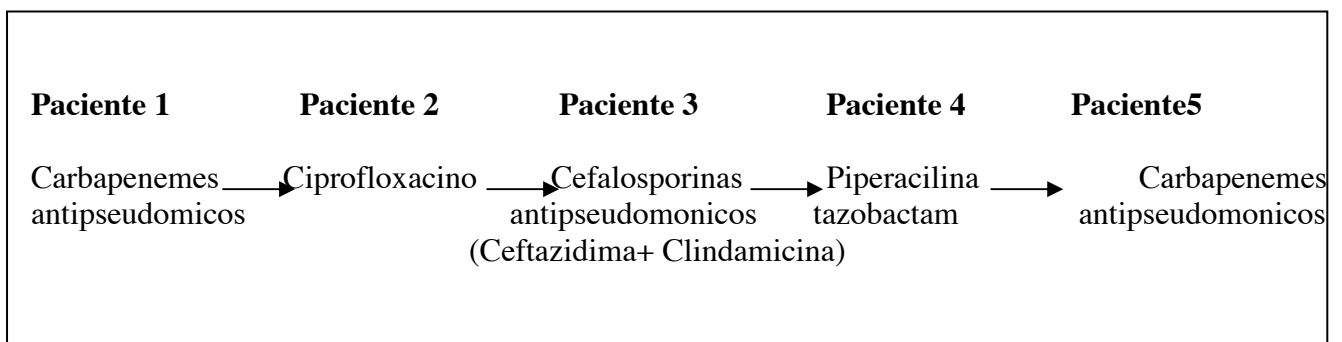 Paciente 1 Paciente 2 Paciente 3 Paciente 4 Paciente5
Carbapenemes Ciprofloxacino Cefalosporinas Piperacilina Carbapenemes
antipseudomicos antipseudomonicos tazobactam antipseudomonicos
(Ceftazidima+ Clindamicina)